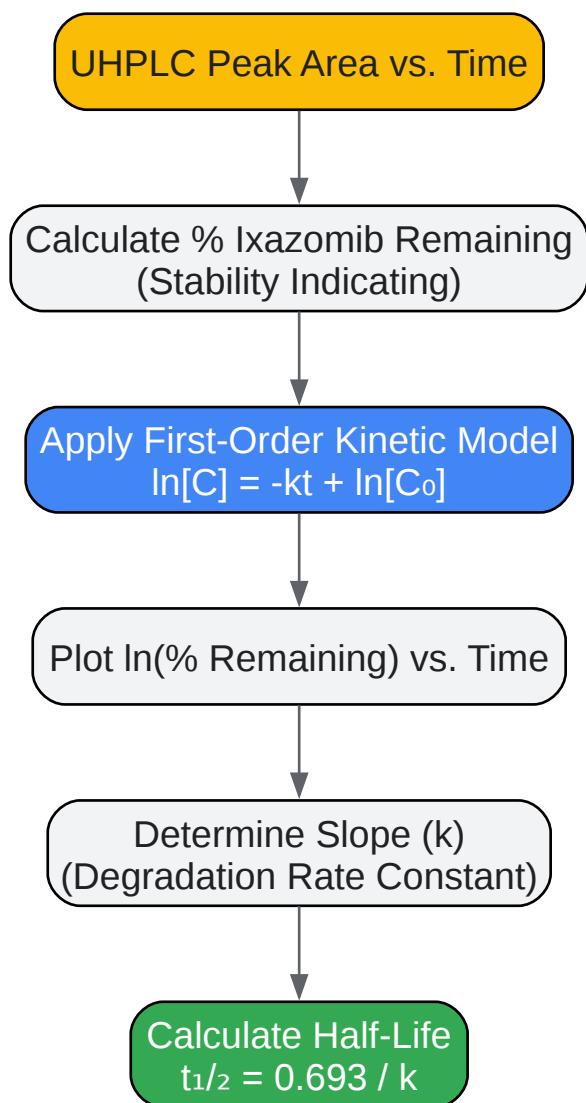 UHPLC Peak Area vs. Time
Calculate % Ixazomib Remaining
(Stability Indicating)
Apply First-Order Kinetic Model
ln[C] = -kt + ln[C₀]
Plot ln(% Remaining) vs. Time
Determine Slope (k)
(Degradation Rate Constant)
Calculate Half-Life
t₁/₂ = 0.693 / k